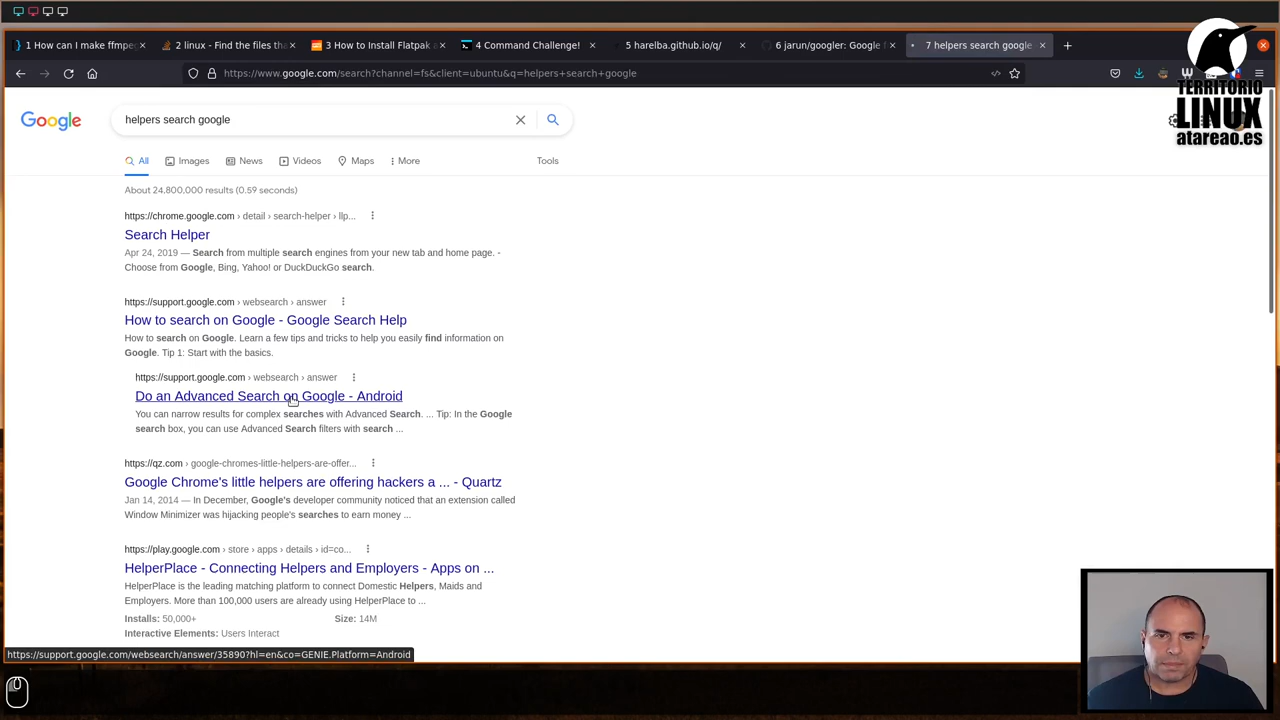 1 How can I make ffmpeg
2 linux - Find the files tha
3 How to Install Flatpak a
4 Command Challenge!
5 harelba.github.io/q/
6 jarun/googler: Google f
7 helpers search google
https://www.google.com/search?channel=fs&client=ubuntu&q=helpers+search+google
TERRITORIO
LINUX
atareao.es
Google
helpers search google
All
Images
News
Videos
Maps
More
Tools
About 24,800,000 results (0.59 seconds)
https://chrome.google.com › detail › search-helper › llp...
Search Helper
Apr 24, 2019 — Search from multiple search engines from your new tab and home page. -
Choose from Google, Bing, Yahoo! or DuckDuckGo search.
https://support.google.com › websearch › answer
How to search on Google - Google Search Help
How to search on Google. Learn a few tips and tricks to help you easily find information on
Google. Tip 1: Start with the basics.
https://support.google.com › websearch › answer
Do an Advanced Search on Google - Android
You can narrow results for complex searches with Advanced Search. ... Tip: In the Google
search box, you can use Advanced Search filters with search ...
https://qz.com › google-chromes-little-helpers-are-offer...
Google Chrome's little helpers are offering hackers a ... - Quartz
Jan 14, 2014 — In December, Google's developer community noticed that an extension called
Window Minimizer was hijacking people's searches to earn money ...
https://play.google.com › store › apps › details › id=co...
HelperPlace - Connecting Helpers and Employers - Apps on ...
HelperPlace is the leading matching platform to connect Domestic Helpers, Maids and
Employers. More than 100,000 users are already using HelperPlace to ...
Installs: 50,000+
Size: 14M
Interactive Elements: Users Interact
https://support.google.com/websearch/answer/35890?hl=en&co=GENIE.Platform=Android